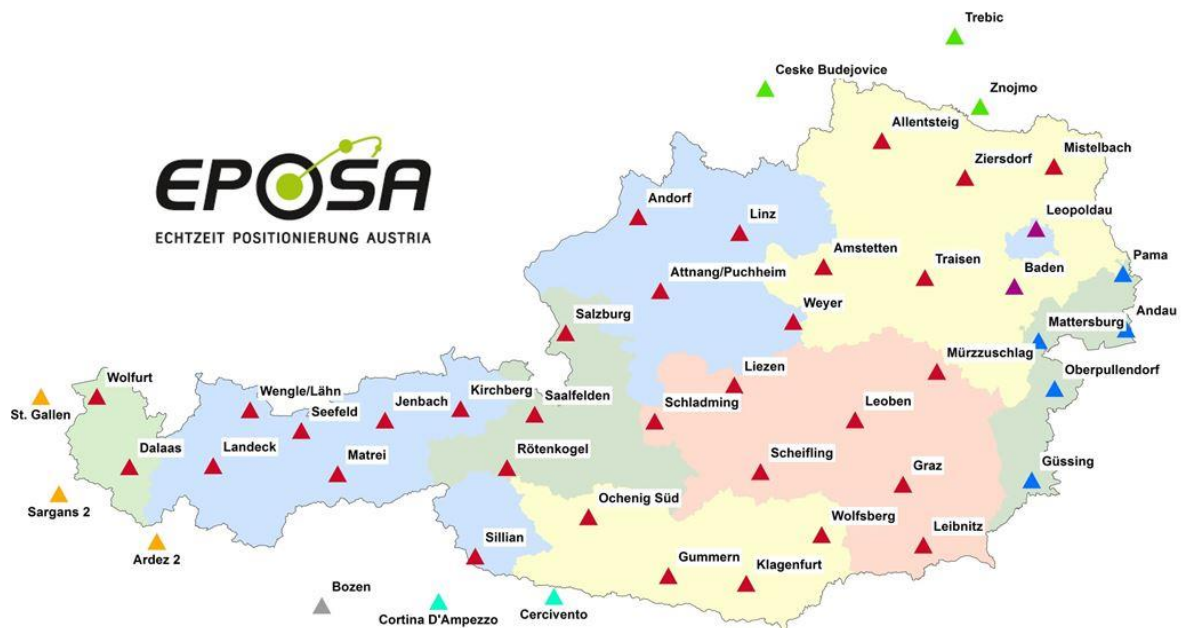 Trebic
Ceske Budejovice
Znojmo
Allentsteig
Mistelbach
Ziersdorf
EPOSA
ECHTZEIT POSITIONIERUNG AUSTRIA
Andorf
Linz
Leopoldau
Amstetten
Traisen
Baden
Pama
Attnang/Puchheim
Salzburg
Weyer
Mattersburg
Andau
Mürzzuschlag
Liezen
Oberpullendorf
Wolfurt
Wengle/Lähn
Kirchberg
Saalfelden
St. Gallen
Seefeld
Jenbach
Schladming
Leoben
Dalaas
Landeck
Matrei
Rötenkogel
Scheifling
Graz
Güssing
Sargans 2
Ochenig Süd
Wolfsberg
Sillian
Leibnitz
Ardez 2
Gummern
Klagenfurt
Bozen
Cortina D'Ampezzo
Cercivento